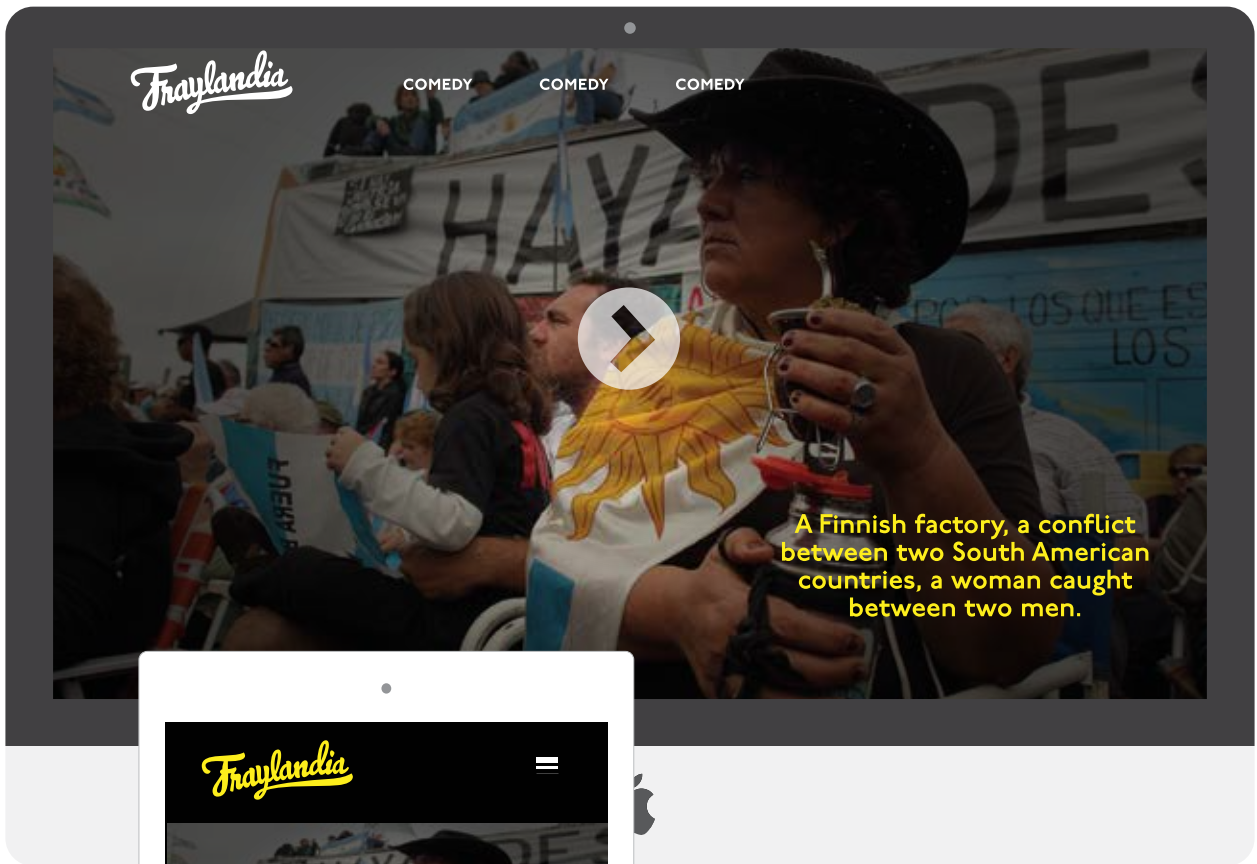 Fraylandia
COMEDY COMEDY COMEDY
HAYA
DES
POR LOS QUE ES
LOS
A Finnish factory, a conflict
between two South American
countries, a woman caught
between two men.
Fraylandia